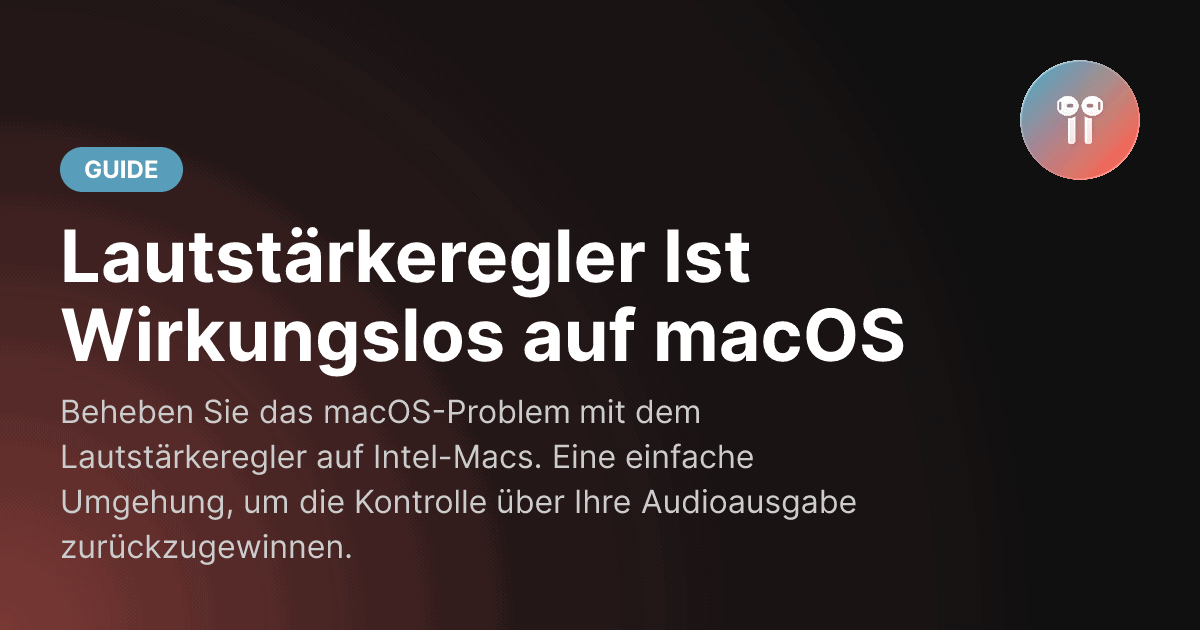 GUIDE
Lautstärkeregler Ist
Wirkungslos auf macOS
Beheben Sie das macOS-Problem mit dem
Lautstärkeregler auf Intel-Macs. Eine einfache
Umgehung, um die Kontrolle über Ihre Audioausgabe
zurückzugewinnen.